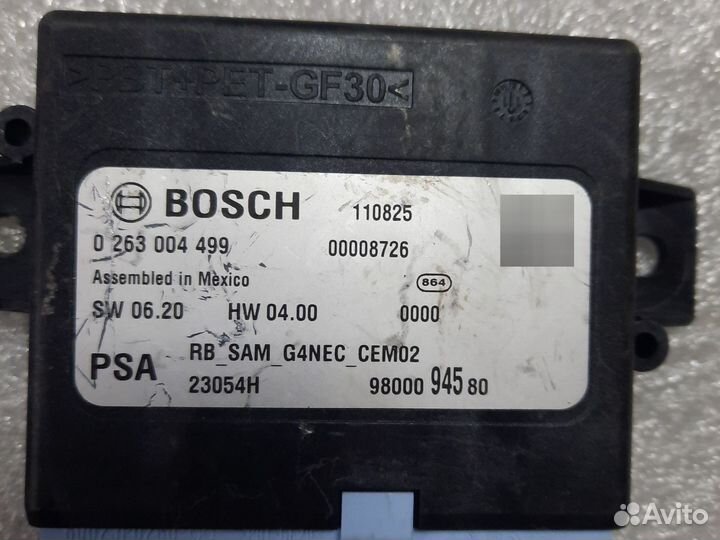 >PBT+PET-GF30<
BOSCH 110825
0 263 004 499 00008726
Assembled in Mexico 864
SW 06.20 HW 04.00 0000
PSA RB_SAM_G4NEC_CEM02
23054H 98000 945 80
Avito